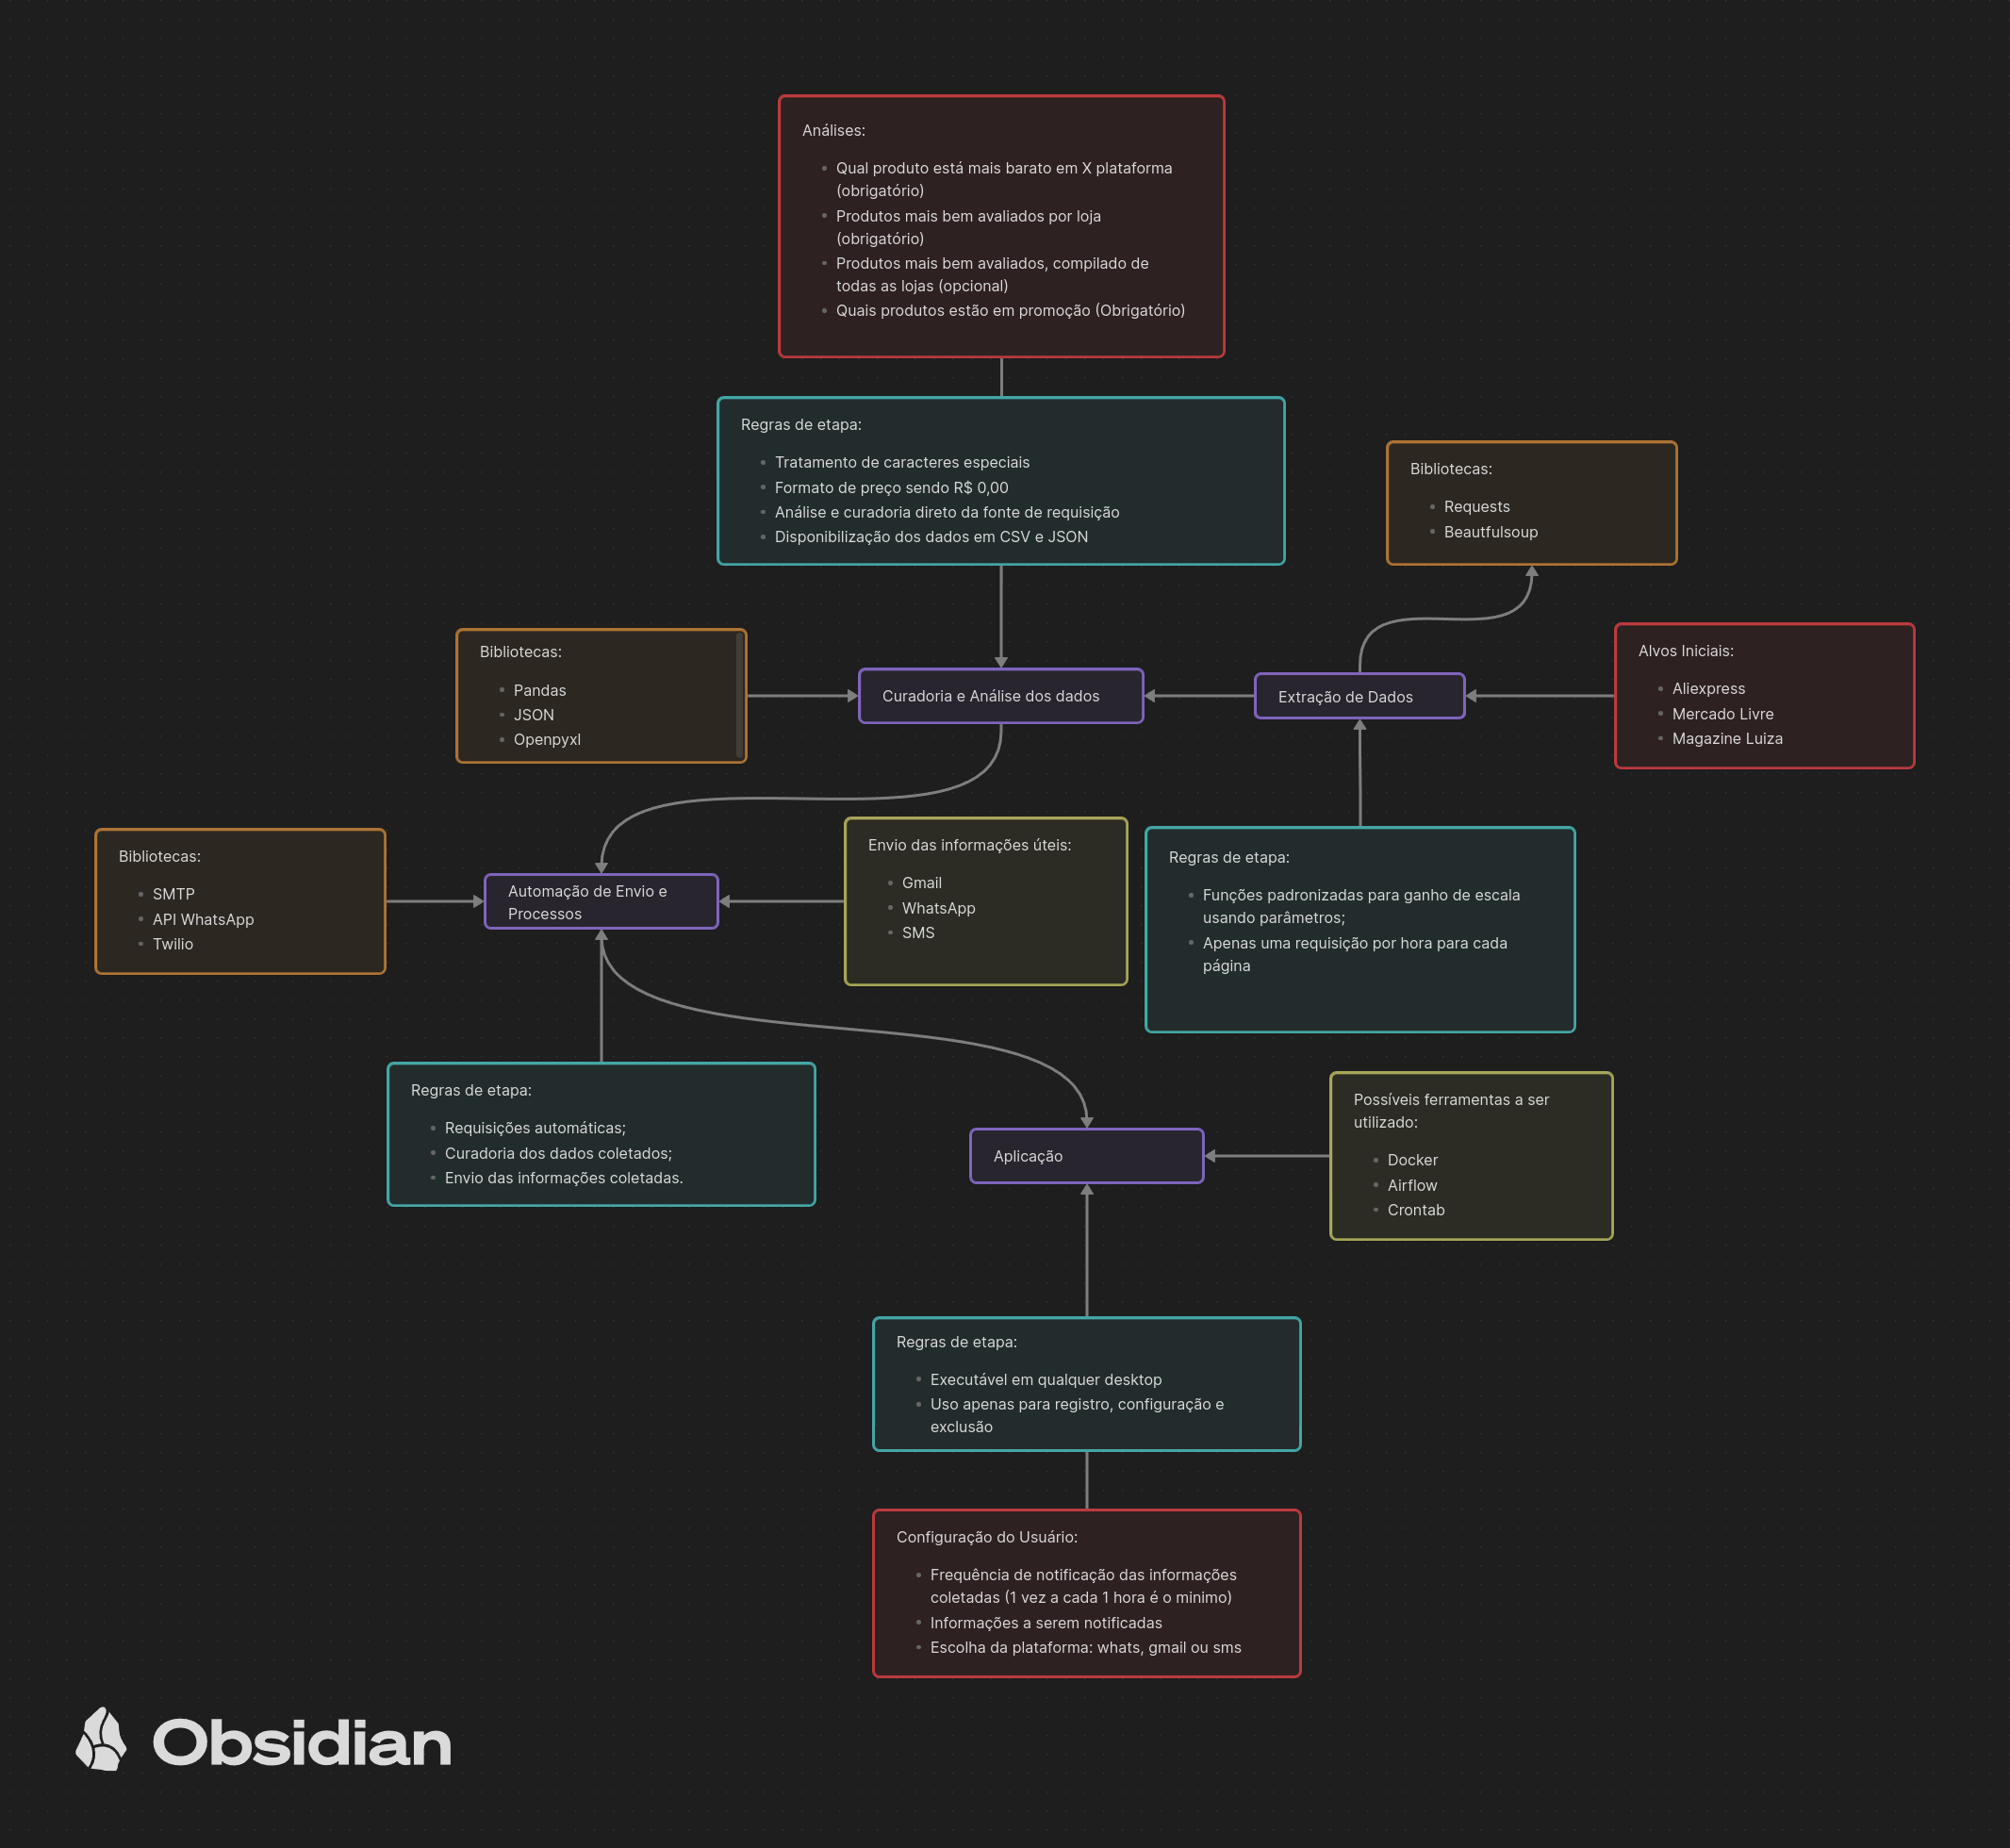 Análises:
Qual produto está mais barato em X plataforma
(obrigatório)
Produtos mais bem avaliados por loja
(obrigatório)
Produtos mais bem avaliados, compilado de
todas as lojas (opcional)
Quais produtos estão em promoção (Obrigatório)
Regras de etapa:
Tratamento de caracteres especiais
Formato de preço sendo R$ 0,00
Análise e curadoria direto da fonte de requisição
Disponibilização dos dados em CSV e JSON
Bibliotecas:
Requests
Beautfulsoup
Bibliotecas:
Pandas
JSON
Openpyxl
Curadoria e Análise dos dados
Extração de Dados
Alvos Iniciais:
Aliexpress
Mercado Livre
Magazine Luiza
Bibliotecas:
SMTP
API WhatsApp
Twilio
Automação de Envio e
Processos
Envio das informações úteis:
Gmail
WhatsApp
SMS
Regras de etapa:
Funções padronizadas para ganho de escala
usando parâmetros;
Apenas uma requisição por hora para cada
página
Regras de etapa:
Requisições automáticas;
Curadoria dos dados coletados;
Envio das informações coletadas.
Aplicação
Possíveis ferramentas a ser
utilizado:
Docker
Airflow
Crontab
Regras de etapa:
Executável em qualquer desktop
Uso apenas para registro, configuração e
exclusão
Configuração do Usuário:
Frequência de notificação das informações
coletadas (1 vez a cada 1 hora é o minimo)
Informações a serem notificadas
Escolha da plataforma: whats, gmail ou sms
Obsidian